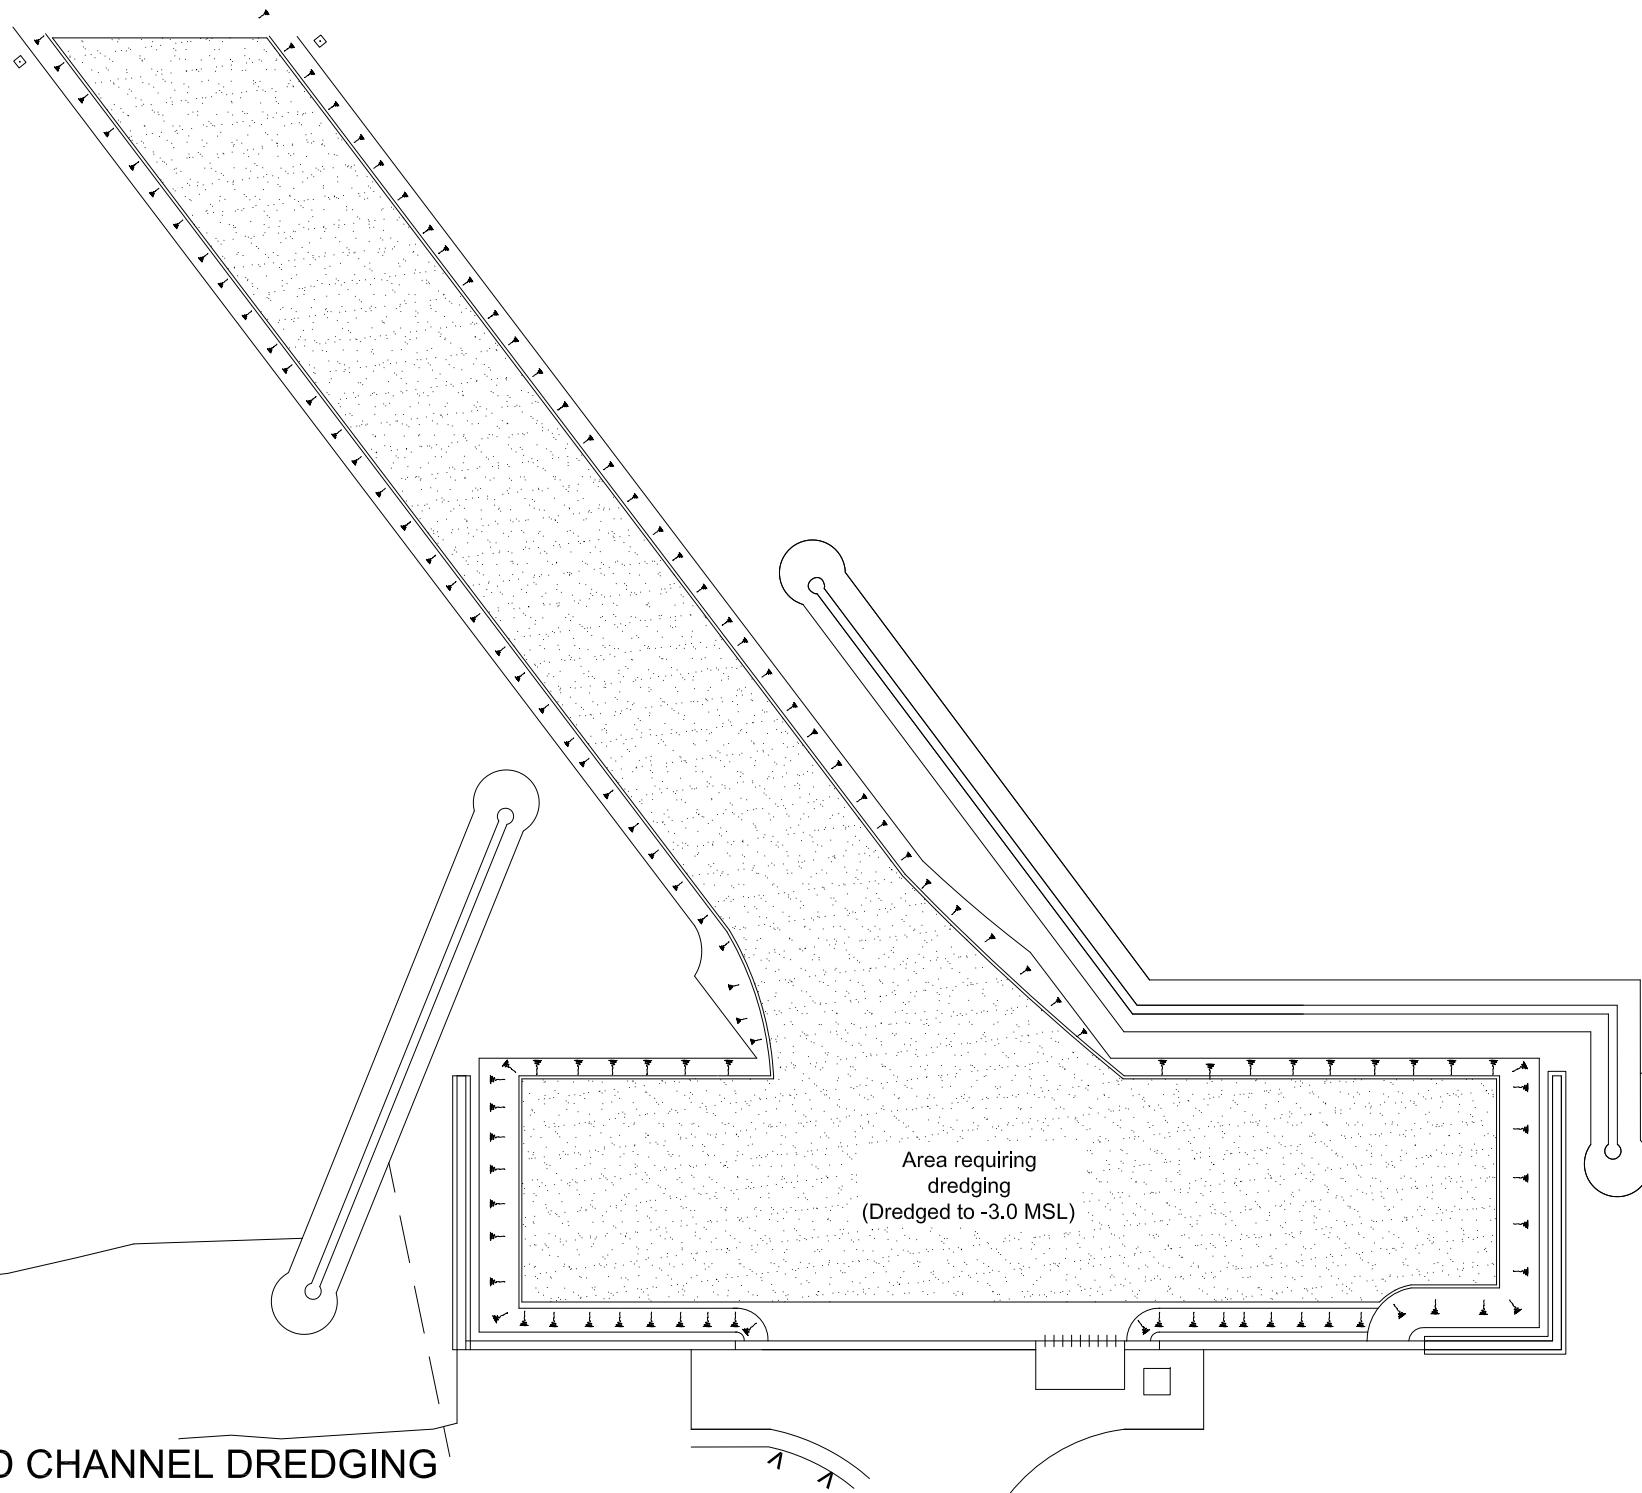 Area requiring
dredging
(Dredged to -3.0 MSL)
CHANNEL DREDGING